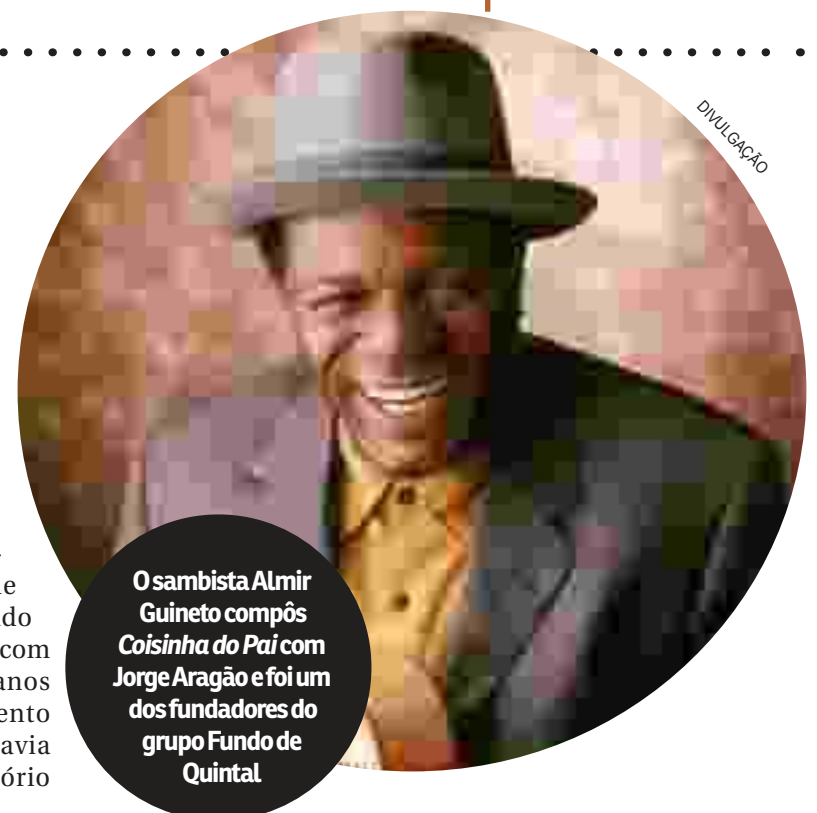 DIVULGAÇÃO
do
com
anos
ento
avia
ório
O sambista Almir
Guineto compôs
Coisinha do Pai com
Jorge Aragão e foi um
dos fundadores do
grupo Fundo de
Quintal